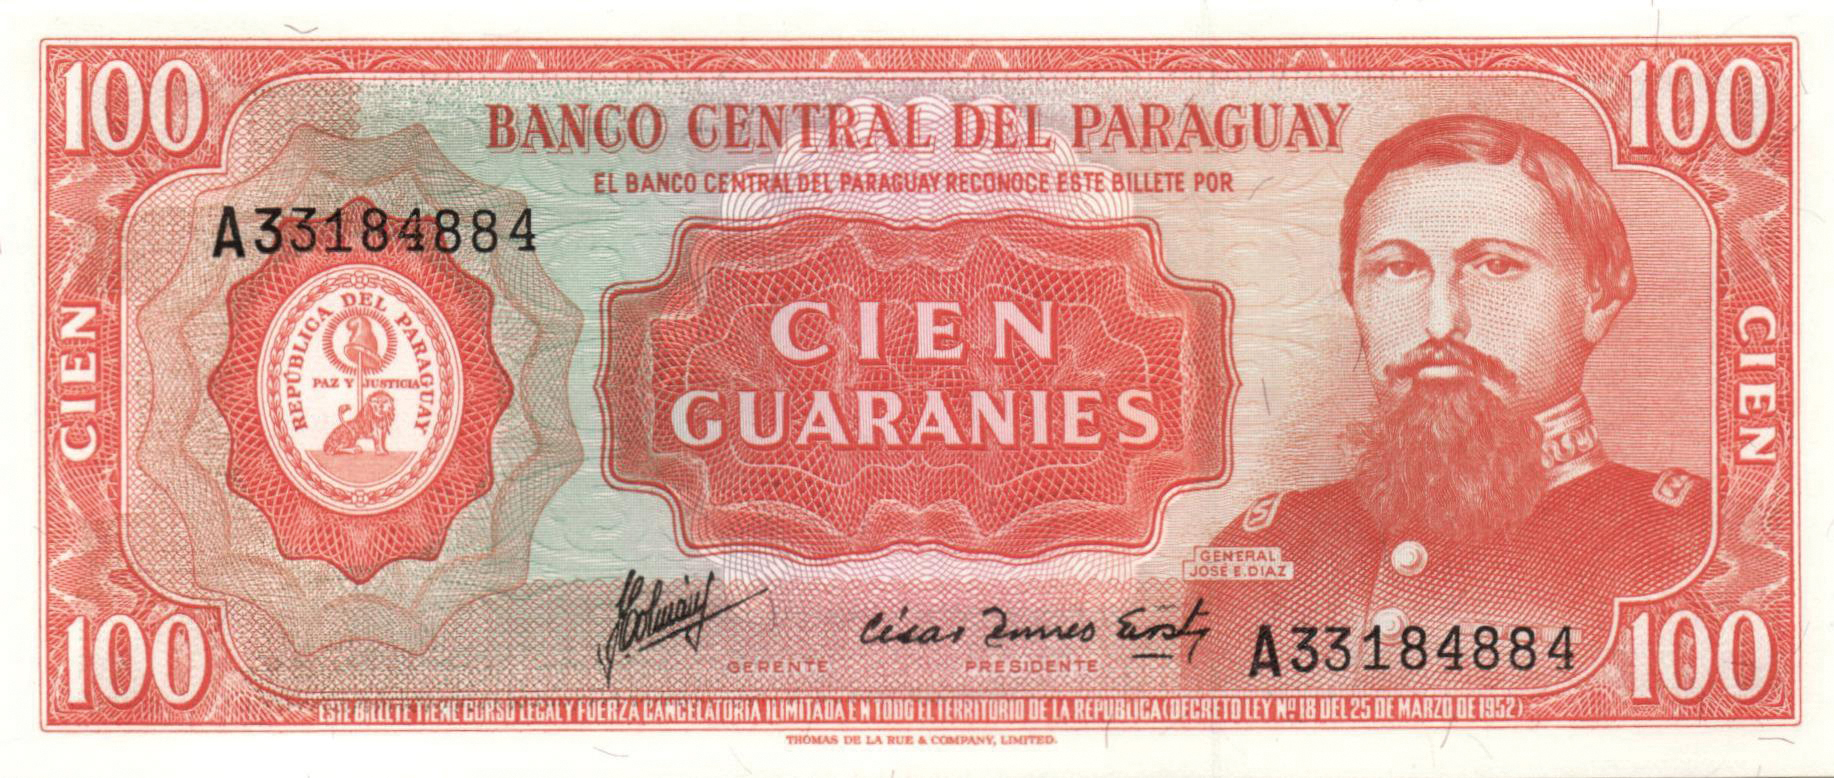 100
100
BANCO CENTRAL DEL PARAGUAY
EL BANCO CENTRAL DEL PARAGUAY RECONOCE ESTE BILLETE POR
A33184884
REPÚBLICA DEL PARAGUAY
PAZ Y JUSTICIA
CIEN
CIEN
GUARANIES
CIEN
GENERAL
JOSÉ E. DIAZ
César
GERENTE
PRESIDENTE
A33184884
100
100
ESTE BILLETE TIENE CURSO LEGAL Y FUERZA CANCELATORIA ILIMITADA EN TODO EL TERRITORIO DE LA REPUBLICA (DECRETO LEY Nº 18 DEL 25 DE MARZO DE 1952)
THOMAS DE LA RUE & COMPANY, LIMITED.